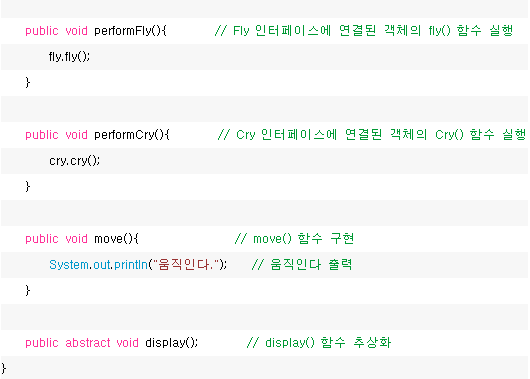 public void performFly(){ // Fly 인터페이스에 연결된 객체의 fly() 함수 실행
fly.fly();
}
public void performCry(){ // Cry 인터페이스에 연결된 객체의 Cry() 함수 실행
cry.cry();
}
public void move(){ // move() 함수 구현
System.out.println("움직인다."); // 움직인다 출력
}
public abstract void display(); // display() 함수 추상화
}